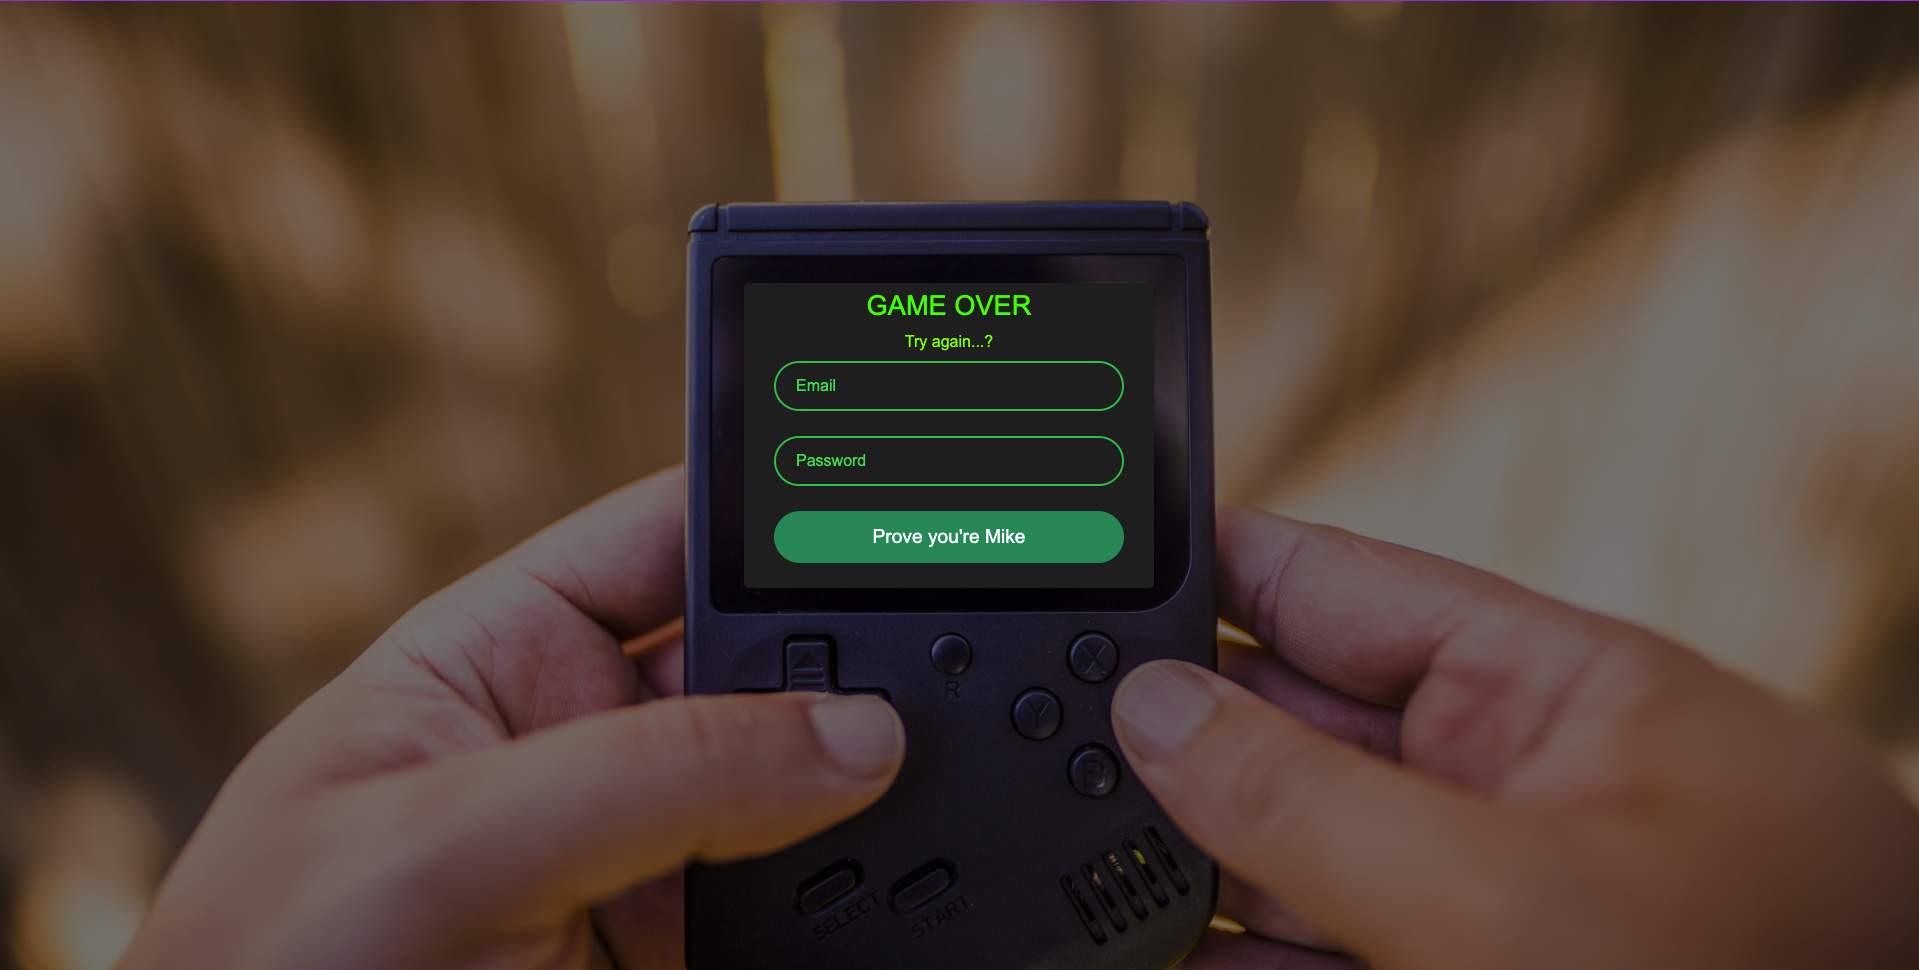 GAME OVER
Try again...?
Email
Password
Prove you're Mike
R
X
Y
B
SELECT
START